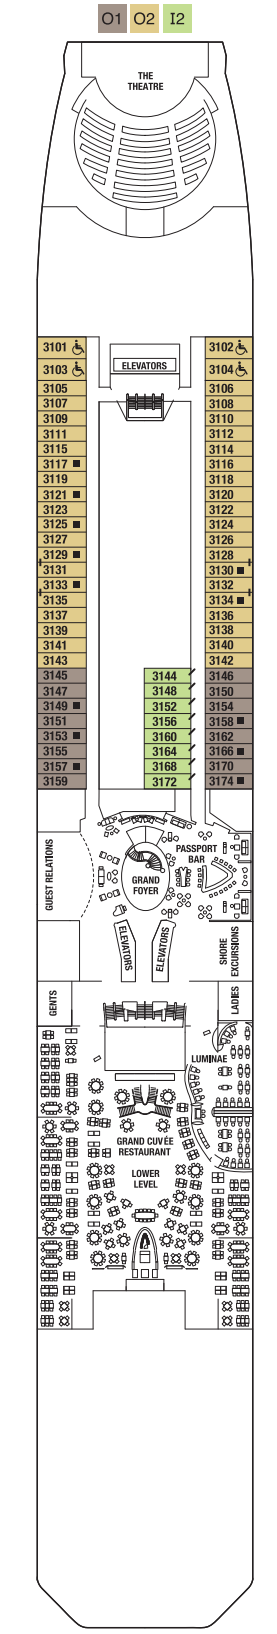 O1 O2 I2
THE
THEATRE
3101 3102
ELEVATORS
3103 3104
3105 3106
3107 3108
3109 3110
3111 3112
3115 3114
3117 3116
3119 3118
3121 3120
3123 3122
3125 3124
3127 3126
3129 3128
3131 3130
3133 3132
3135 3134
3137 3136
3139 3138
3141 3140
3143 3142
3145 3144 3146
3147 3148 3150
3149 3152 3154
3151 3156 3158
3153 3160 3162
3155 3164 3166
3157 3168 3170
3159 3172 3174
GUEST RELATIONS
PASSPORT
BAR
GRAND
FOYER
ELEVATORS
ELEVATORS
SHORE
EXCURSIONS
GENTS
LADIES
LUMINAE
GRAND CUVÉE
RESTAURANT
LOWER
LEVEL